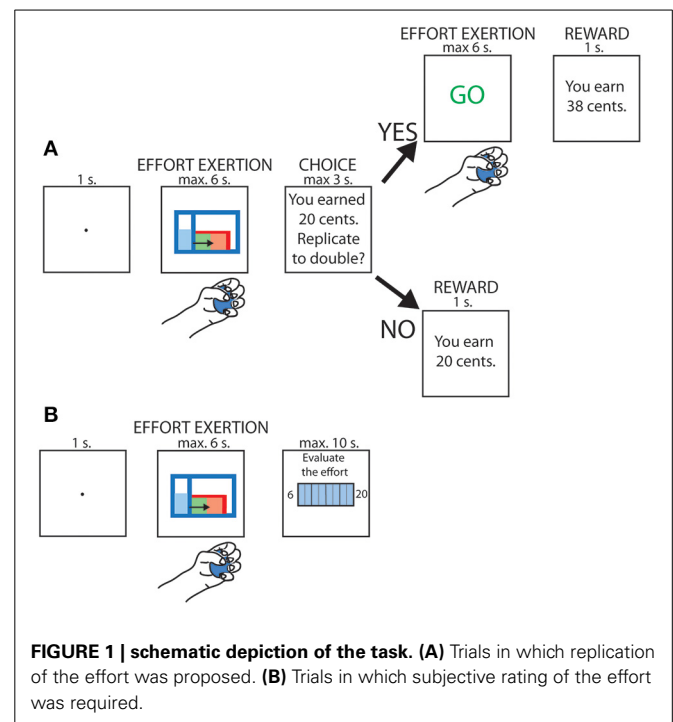 A
1 s.
EFFORT EXERTION
max. 6 s.
CHOICE
max 3 s.
You earned
20 cents.
Replicate
to double?
YES
EFFORT EXERTION
max 6 s.
GO
REWARD
1 s.
You earn
38 cents.
NO
REWARD
1 s.
You earn
20 cents.
B
1 s.
EFFORT EXERTION
max. 6 s.
max. 10 s.
Evaluate
the effort
6 20
FIGURE 1 | schematic depiction of the task. (A) Trials in which replication
of the effort was proposed. (B) Trials in which subjective rating of the effort
was required.